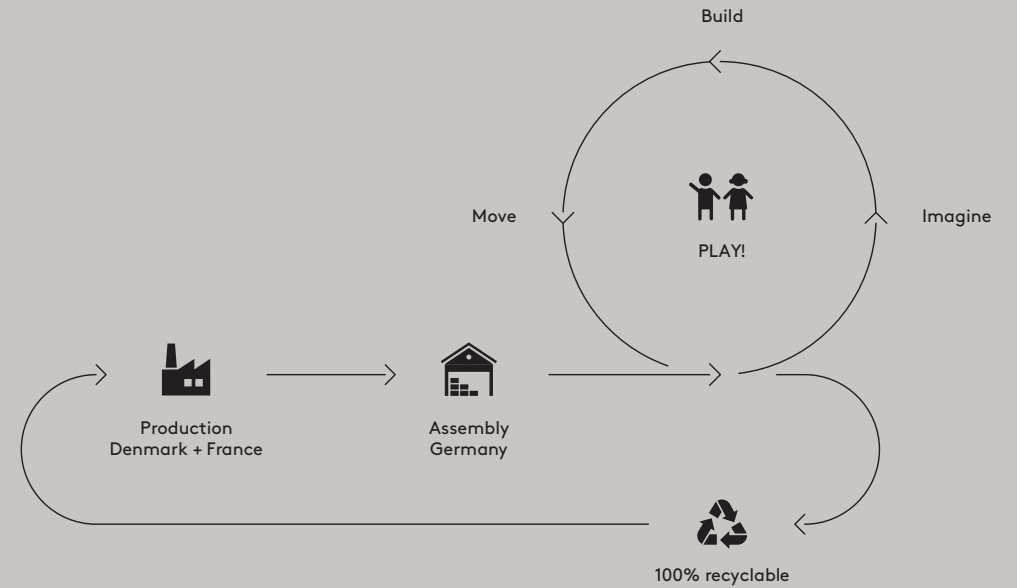 Build
Move
Imagine
PLAY!
Production
Denmark + France
Assembly
Germany
100% recyclable